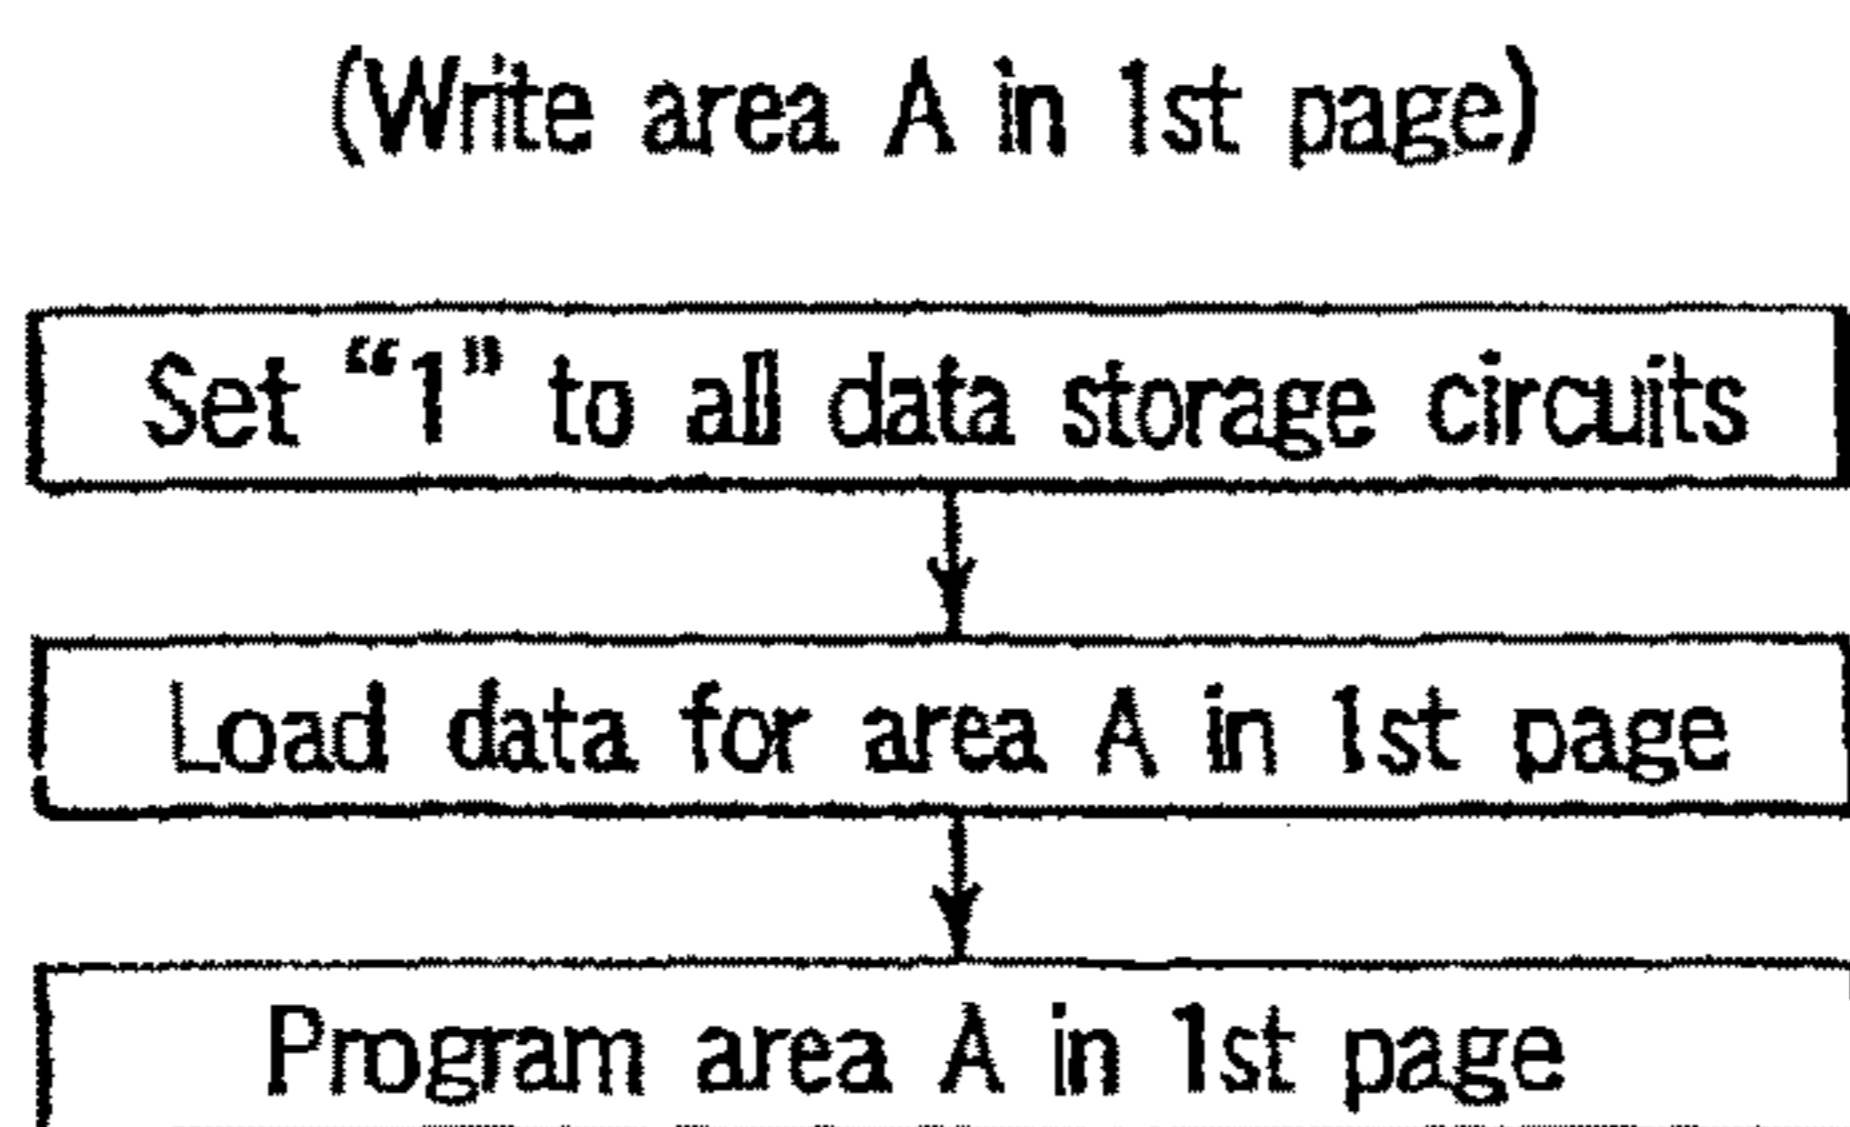 (Write area A in 1st page)
Set “1” to all data storage circuits
Load data for area A in 1st page
Program area A in 1st page